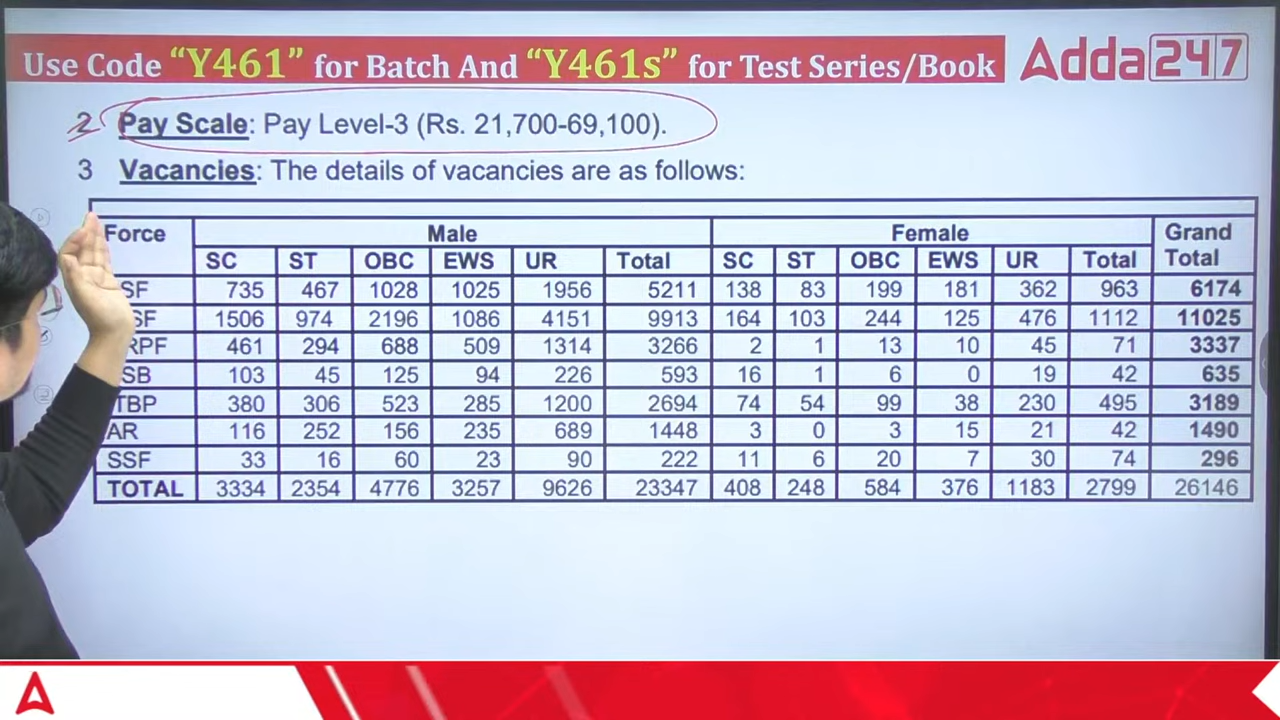 Use Code “Y461” for Batch And “Y461s” for Test Series/Book
Adda247
2 Pay Scale: Pay Level-3 (Rs. 21,700-69,100).
3 Vacancies: The details of vacancies are as follows:
Force Male Female Grand Total
SC ST OBC EWS UR Total SC ST OBC EWS UR Total
SF 735 467 1028 1025 1956 5211 138 83 199 181 362 963 6174
SF 1506 974 2196 1086 4151 9913 164 103 244 125 476 1112 11025
RPF 461 294 688 509 1314 3266 2 1 13 10 45 71 3337
SB 103 45 125 94 226 593 16 1 6 0 19 42 635
TBP 380 306 523 285 1200 2694 74 54 99 38 230 495 3189
AR 116 252 156 235 689 1448 3 0 3 15 21 42 1490
SSF 33 16 60 23 90 222 11 6 20 7 30 74 296
TOTAL 3334 2354 4776 3257 9626 23347 408 248 584 376 1183 2799 26146